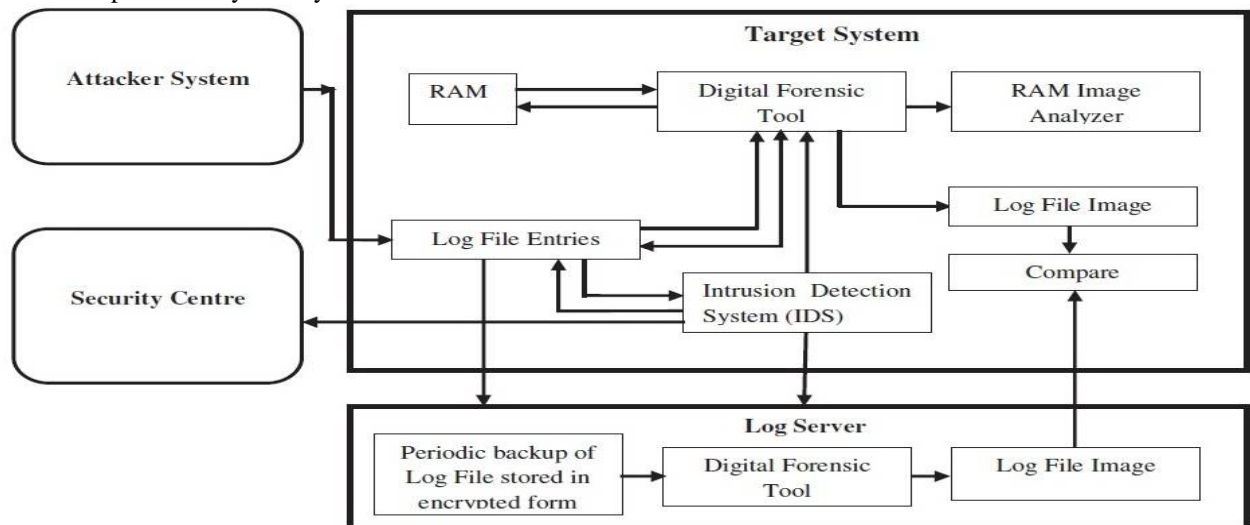 Target System
Attacker System
RAM
Digital Forensic
Tool
RAM Image
Analyzer
Log File Image
Log File Entries
Compare
Security Centre
Intrusion Detection
System (IDS)
Log Server
Periodic backup of
Log File stored in
encrypted form
Digital Forensic
Tool
Log File Image